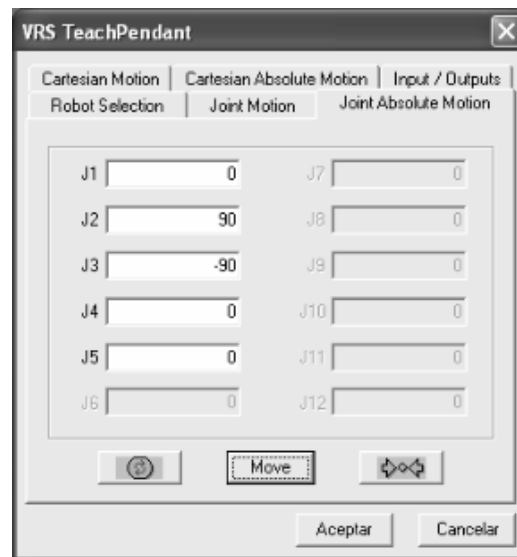 VRS TeachPendant
Cartesian Motion Cartesian Absolute Motion Input / Outputs
Robot Selection Joint Motion Joint Absolute Motion
J1 0 J7 0
J2 90 J8 0
J3 -90 J9 0
J4 0 J10 0
J5 0 J11 0
J6 0 J12 0
Move
Aceptar Cancelar